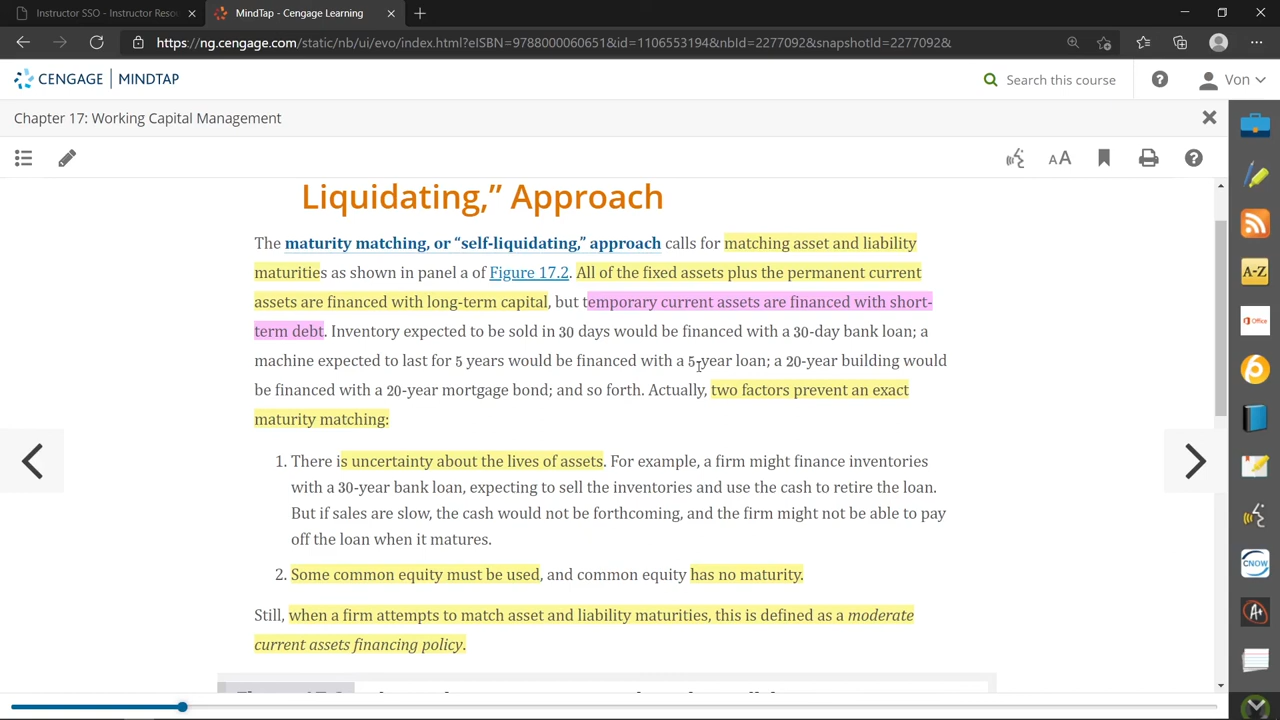 Instructor SSO - Instructor Resou
MindTap - Cengage Learning
https://ng.cengage.com/static/nb/ui/evo/index.html?eISBN=9788000060651&id=1106553194&nbId=2277092&snapshotId=2277092&
CENGAGE | MINDTAP
Search this course
Von
Chapter 17: Working Capital Management
AA
Liquidating,” Approach
The maturity matching, or “self-liquidating,” approach calls for matching asset and liability
maturities as shown in panel a of Figure 17.2. All of the fixed assets plus the permanent current
assets are financed with long-term capital, but temporary current assets are financed with short-
term debt. Inventory expected to be sold in 30 days would be financed with a 30-day bank loan; a
machine expected to last for 5 years would be financed with a 5-year loan; a 20-year building would
be financed with a 20-year mortgage bond; and so forth. Actually, two factors prevent an exact
maturity matching:
1. There is uncertainty about the lives of assets. For example, a firm might finance inventories
with a 30-year bank loan, expecting to sell the inventories and use the cash to retire the loan.
But if sales are slow, the cash would not be forthcoming, and the firm might not be able to pay
off the loan when it matures.
2. Some common equity must be used, and common equity has no maturity.
Still, when a firm attempts to match asset and liability maturities, this is defined as a moderate
current assets financing policy.
A-Z
Office
CNOW
A+